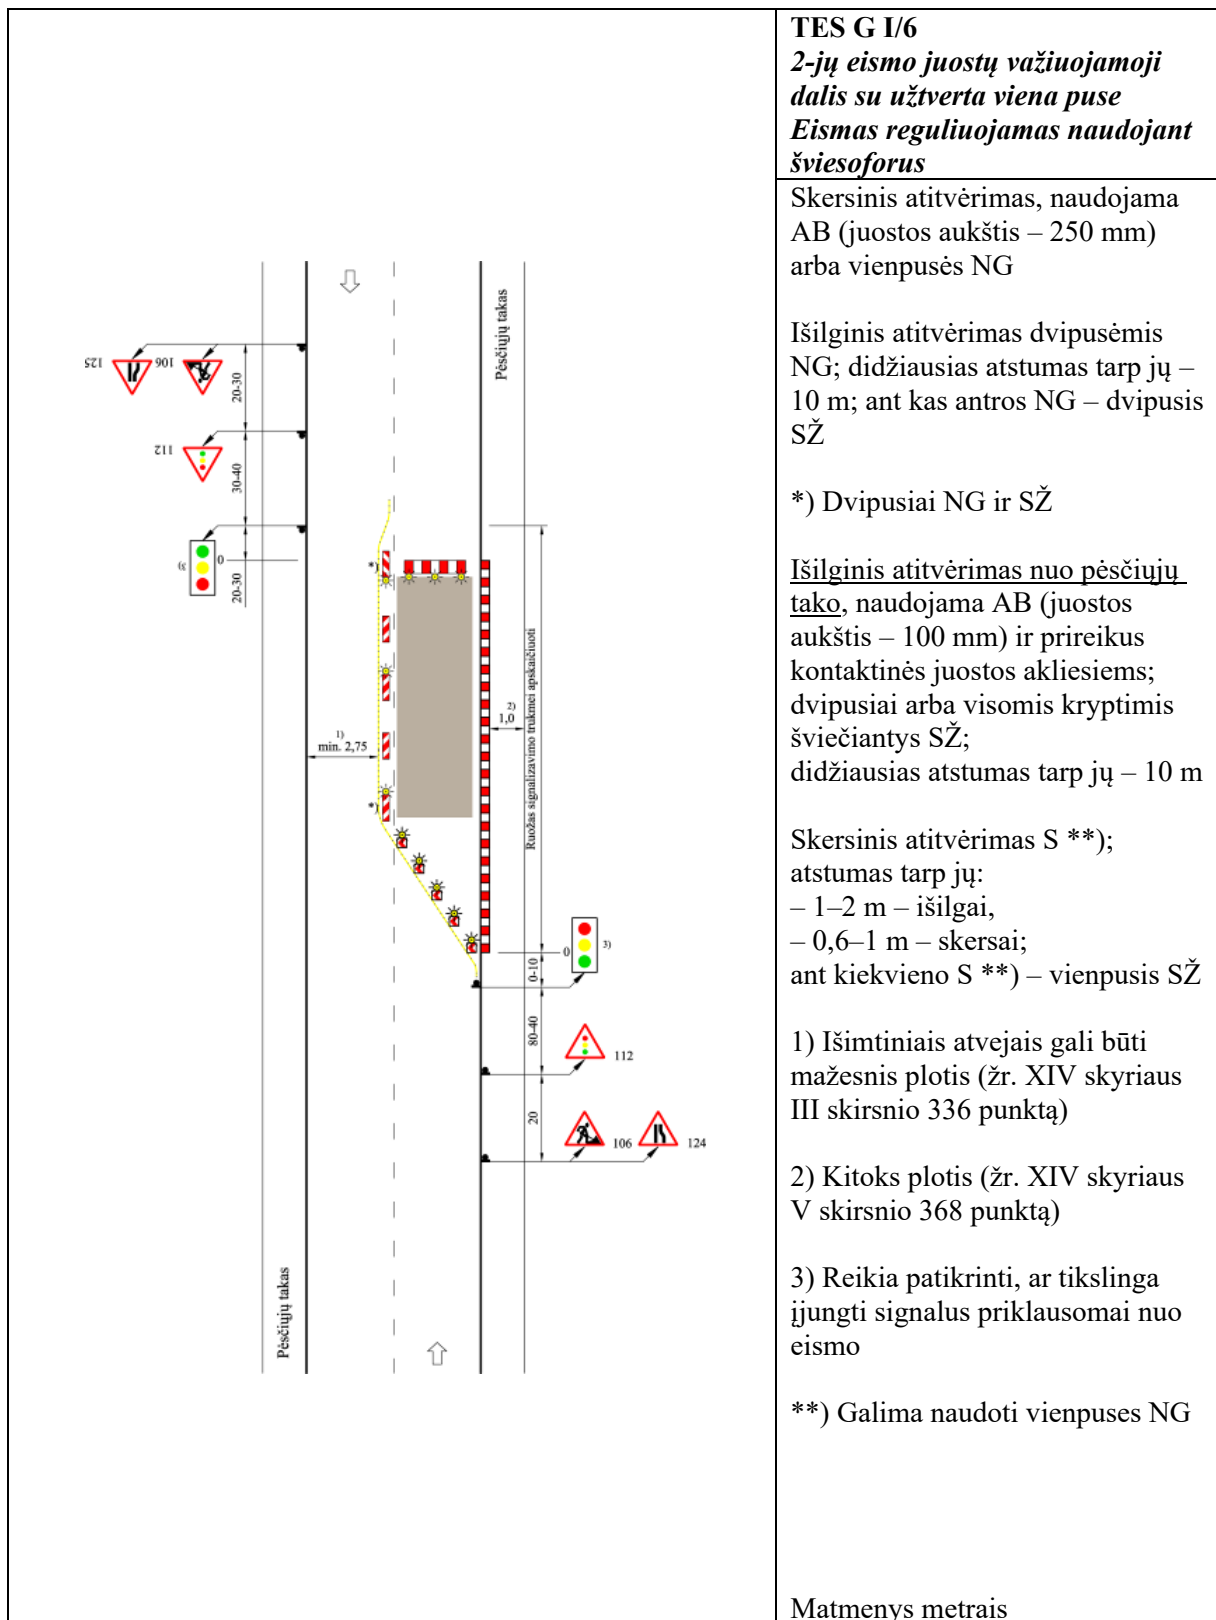 TES G I/6
2-jų eismo juostų važiuojamoji
dalis su užtverta viena puse
Eismas reguliuojamas naudojant
šviesoforus
Skersinis atitvėrimas, naudojama
AB (juostos aukštis – 250 mm)
arba vienpusės NG
Išilginis atitvėrimas dvipusėmis
NG; didžiausias atstumas tarp jų –
10 m; ant kas antros NG – dvipusis
SŽ
*) Dvipusiai NG ir SŽ
Išilginis atitvėrimas nuo pėsčiųjų
tako, naudojama AB (juostos
aukštis – 100 mm) ir prireikus
kontaktinės juostos akliesiems;
dvipusiai arba visomis kryptimis
šviečiantys SŽ;
didžiausias atstumas tarp jų – 10 m
Skersinis atitvėrimas S **);
atstumas tarp jų:
– 1–2 m – išilgai,
– 0,6–1 m – skersai;
ant kiekvieno S **) – vienpusis SŽ
1) Išimtiniais atvejais gali būti
mažesnis plotis (žr. XIV skyriaus
III skirsnio 336 punktą)
2) Kitoks plotis (žr. XIV skyriaus
V skirsnio 368 punktą)
3) Reikia patikrinti, ar tikslinga
įjungti signalus priklausomai nuo
eismo
**) Galima naudoti vienpuses NG
Matmenys metrais
Pėsčiųjų takas
125
106
20-30
112
30-40
3)
0
20-30
*)
1)
min. 2,75
2)
1,0
Ruožas signalizavimo trukmei apskaičiuoti
*)
0
3)
0-10
80-40
112
20
106
124
Pėsčiųjų takas